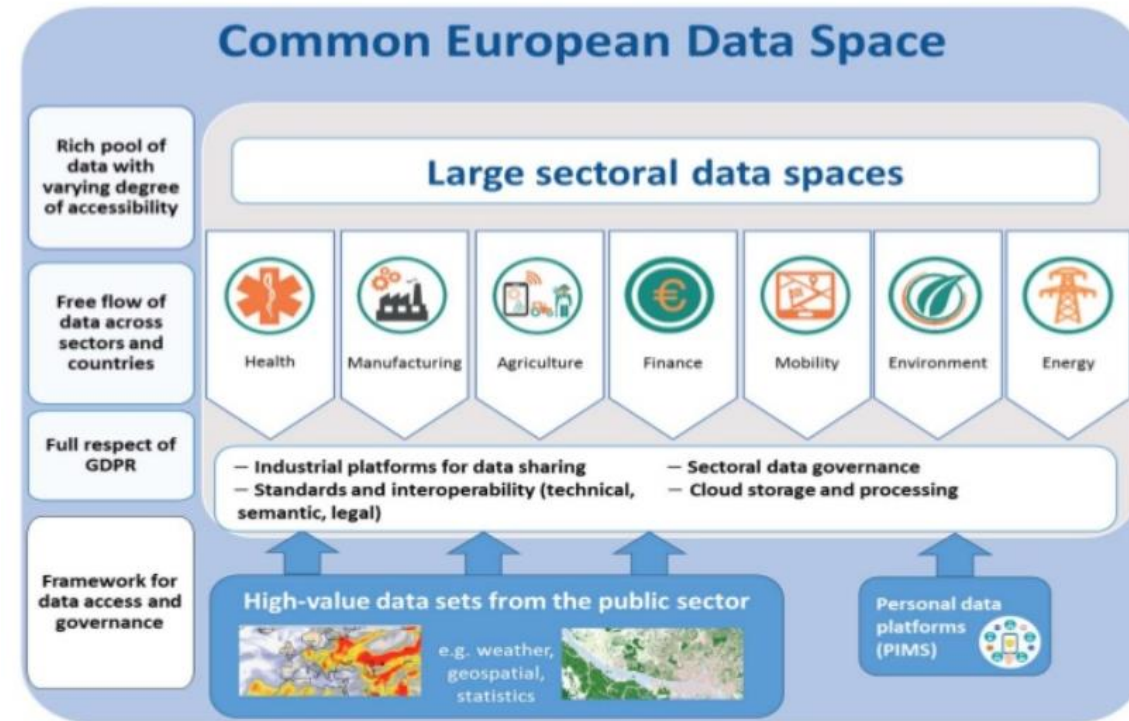 Common European Data Space
Rich pool of
data with
varying degree
of accessibility
Free flow of
data across
sectors and
countries
Full respect of
GDPR
Framework for
data access and
governance
Large sectoral data spaces
Health
Manufacturing
Agriculture
Finance
Mobility
Environment
Energy
– Industrial platforms for data sharing
– Standards and interoperability (technical,
semantic, legal)
– Sectoral data governance
– Cloud storage and processing
High-value data sets from the public sector
e.g. weather,
geospatial,
statistics
Personal data
platforms
(PIMS)